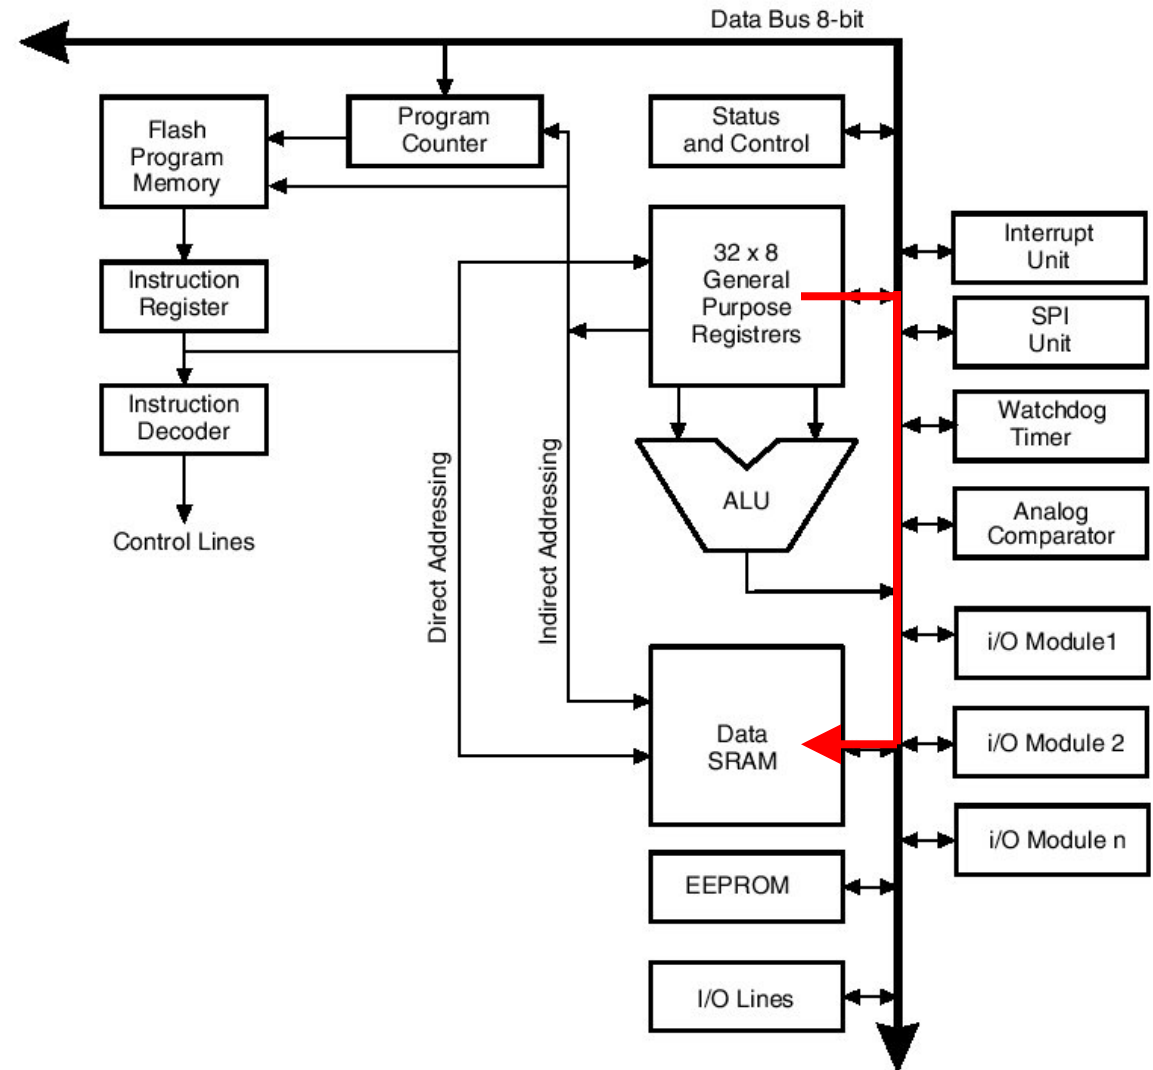 Data Bus 8-bit
Flash
Program
Memory
Program
Counter
Status
and Control
32 x 8
General
Purpose
Registrers
Interrupt
Unit
Instruction
Register
SPI
Unit
Instruction
Decoder
Watchdog
Timer
Direct Addressing
Indirect Addressing
ALU
Analog
Comparator
Control Lines
i/O Module1
Data
SRAM
i/O Module 2
i/O Module n
EEPROM
I/O Lines